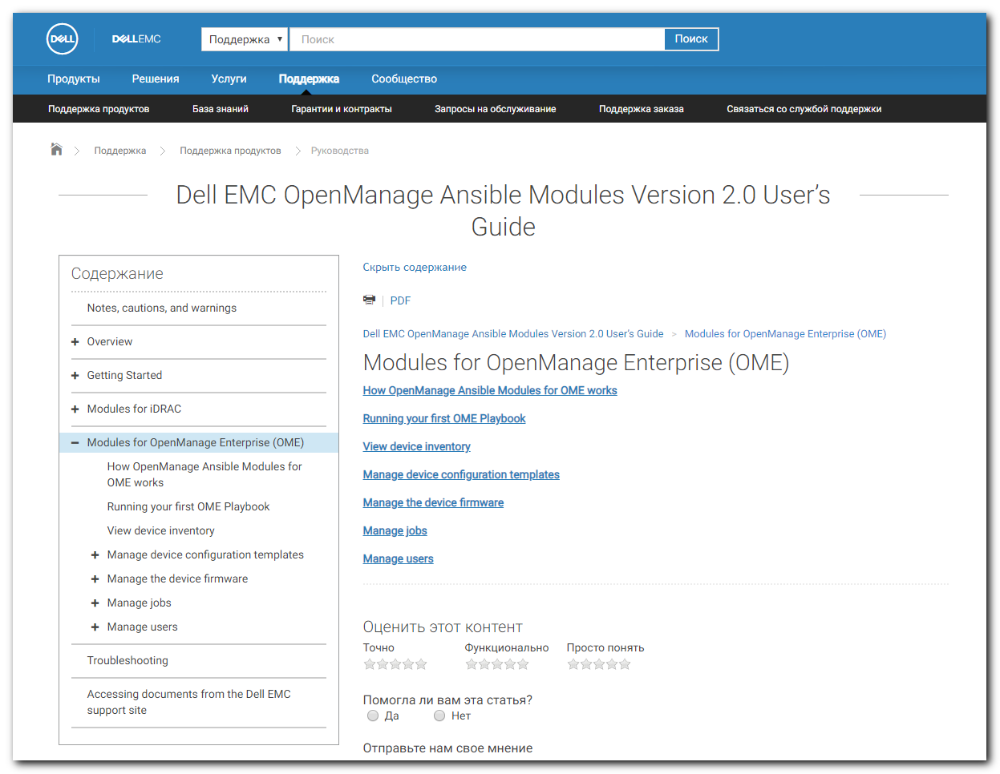 DELL
DELLEMC
Поддержка
Поиск
Поиск
Продукты
Решения
Услуги
Поддержка
Сообщество
Поддержка продуктов
База знаний
Гарантии и контракты
Запросы на обслуживание
Поддержка заказа
Связаться со службой поддержки
Поддержка
Поддержка продуктов
Руководства
Dell EMC OpenManage Ansible Modules Version 2.0 User’s
Guide
Содержание
Notes, cautions, and warnings
Overview
Getting Started
Modules for iDRAC
Modules for OpenManage Enterprise (OME)
How OpenManage Ansible Modules for
OME works
Running your first OME Playbook
View device inventory
Manage device configuration templates
Manage the device firmware
Manage jobs
Manage users
Troubleshooting
Accessing documents from the Dell EMC
support site
Скрыть содержание
PDF
Dell EMC OpenManage Ansible Modules Version 2.0 User’s Guide > Modules for OpenManage Enterprise (OME)
Modules for OpenManage Enterprise (OME)
How OpenManage Ansible Modules for OME works
Running your first OME Playbook
View device inventory
Manage device configuration templates
Manage the device firmware
Manage jobs
Manage users
Оценить этот контент
Точно
Функционально
Просто понять
Помогла ли вам эта статья?
Да
Нет
Отправьте нам свое мнение